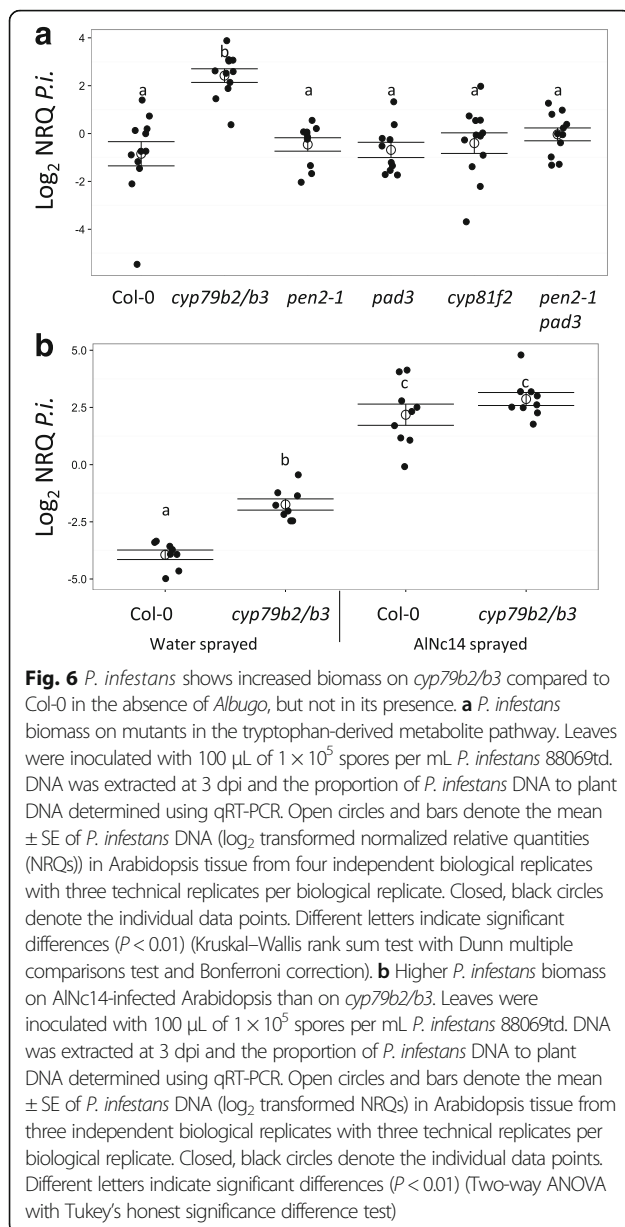 a
Log2 NRQ P.i.
4
2
0
-2
-4
a
b
a
a
a
a
Col-0 cyp79b2/b3 pen2-1 pad3 cyp81f2 pen2-1
pad3
b
Log2 NRQ P.i.
5.0
2.5
0.0
-2.5
-5.0
a
b
c
c
Col-0 cyp79b2/b3 Col-0 cyp79b2/b3
Water sprayed AlNc14 sprayed
Fig. 6 P. infestans shows increased biomass on cyp79b2/b3 compared to
Col-0 in the absence of Albugo, but not in its presence. a P. infestans
biomass on mutants in the tryptophan-derived metabolite pathway. Leaves
were inoculated with 100 μL of 1 × 10⁵ spores per mL P. infestans 88069td.
DNA was extracted at 3 dpi and the proportion of P. infestans DNA to plant
DNA determined using qRT-PCR. Open circles and bars denote the mean
± SE of P. infestans DNA (log₂ transformed normalized relative quantities
(NRQs)) in Arabidopsis tissue from four independent biological replicates
with three technical replicates per biological replicate. Closed, black circles
denote the individual data points. Different letters indicate significant
differences (P < 0.01) (Kruskal–Wallis rank sum test with Dunn multiple
comparisons test and Bonferroni correction). b Higher P. infestans biomass
on AlNc14-infected Arabidopsis than on cyp79b2/b3. Leaves were
inoculated with 100 μL of 1 × 10⁵ spores per mL P. infestans 88069td. DNA
was extracted at 3 dpi and the proportion of P. infestans DNA to plant
DNA determined using qRT-PCR. Open circles and bars denote the mean
± SE of P. infestans DNA (log₂ transformed NRQs) in Arabidopsis tissue from
three independent biological replicates with three technical replicates per
biological replicate. Closed, black circles denote the individual data points.
Different letters indicate significant differences (P < 0.01) (Two-way ANOVA
with Tukey's honest significance difference test)